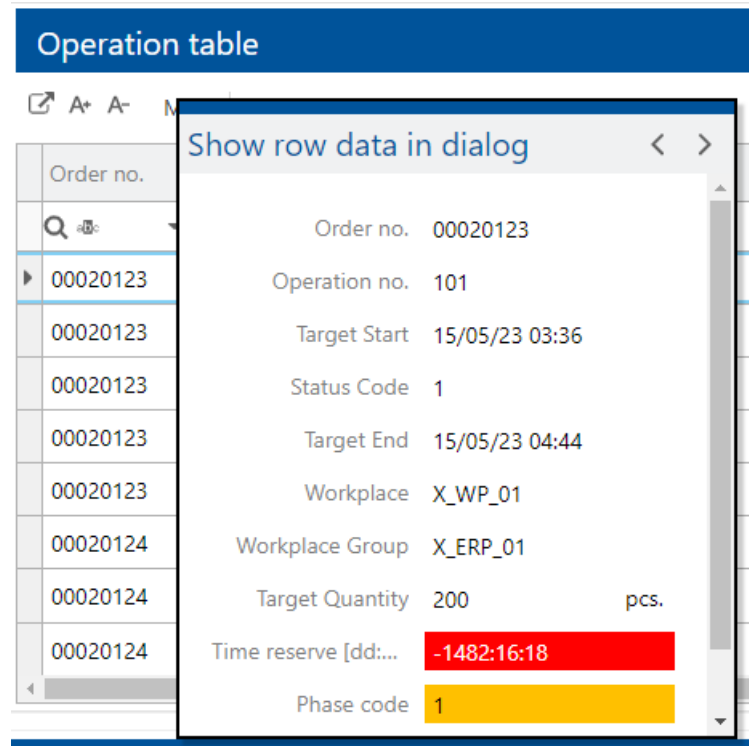 Operation table
A+ A-
Show row data in dialog
Order no.
abc
00020123
00020123
00020123
00020123
00020123
00020124
00020124
00020124
Order no. 00020123
Operation no. 101
Target Start 15/05/23 03:36
Status Code 1
Target End 15/05/23 04:44
Workplace X_WP_01
Workplace Group X_ERP_01
Target Quantity 200 pcs.
Time reserve [dd:... -1482:16:18
Phase code 1